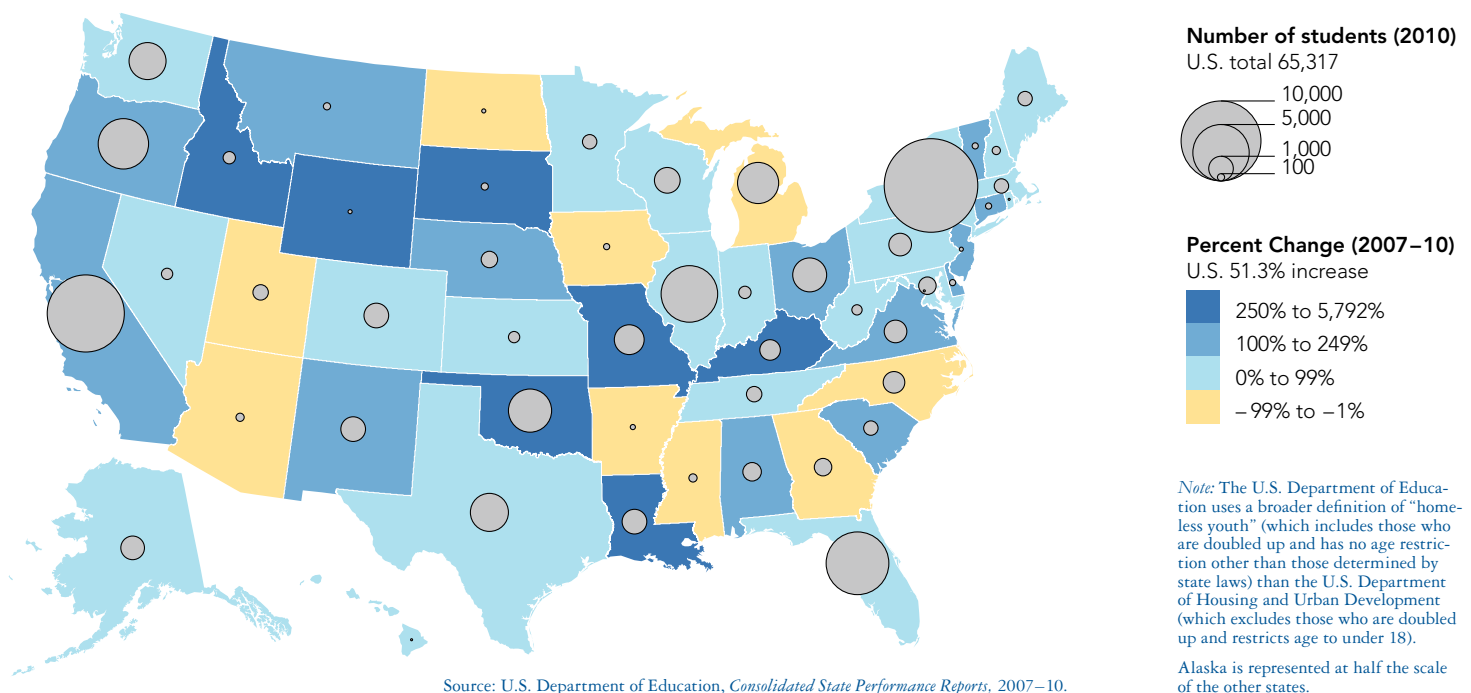 Number of students (2010)
U.S. total 65,317
10,000
5,000
1,000
100
Percent Change (2007–10)
U.S. 51.3% increase
250% to 5,792%
100% to 249%
0% to 99%
–99% to –1%
Note: The U.S. Department of Educa-
tion uses a broader definition of “home-
less youth” (which includes those who
are doubled up and has no age restric-
tion other than those determined by
state laws) than the U.S. Department
of Housing and Urban Development
(which excludes those who are doubled
up and restricts age to under 18).
Alaska is represented at half the scale
of the other states.
Source: U.S. Department of Education, Consolidated State Performance Reports, 2007–10.